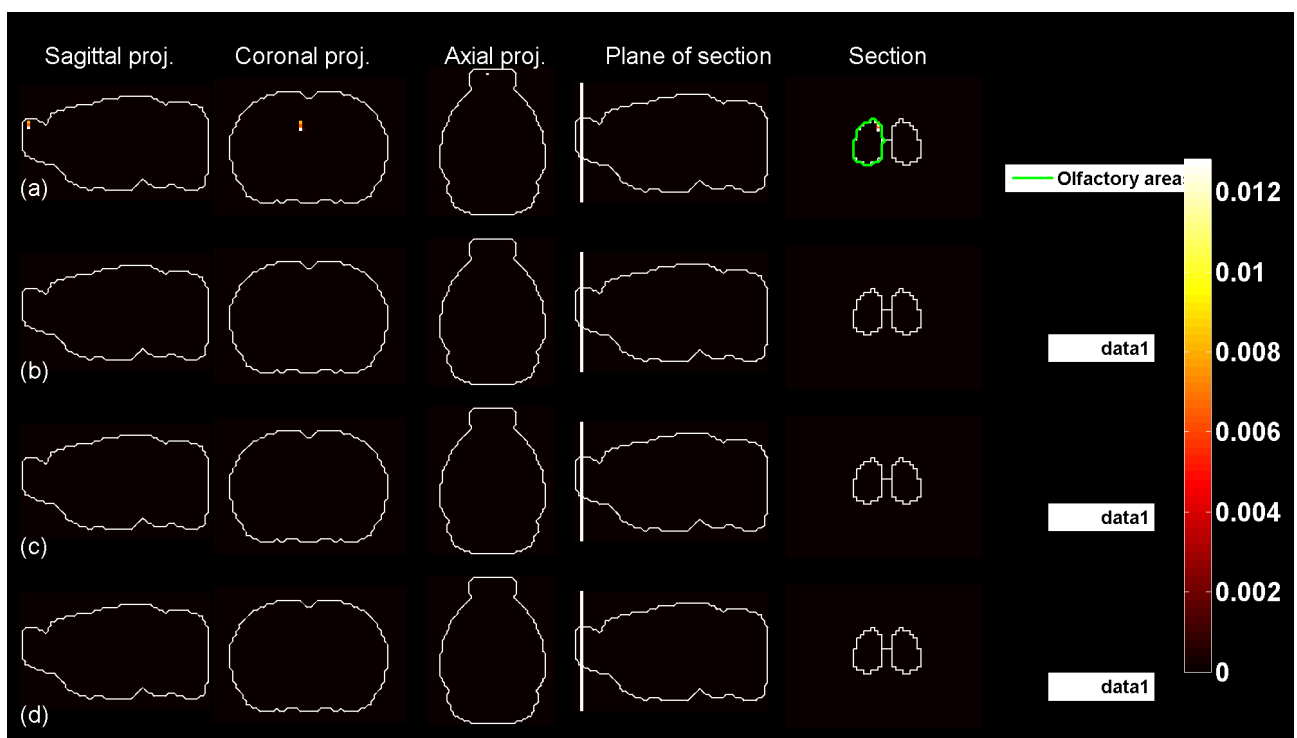 Sagittal proj. Coronal proj. Axial proj. Plane of section Section
(a)
Olfactory areas
0.012
0.01
(b)
data1
0.008
0.006
(c)
data1
0.004
0.002
(d)
data1
0